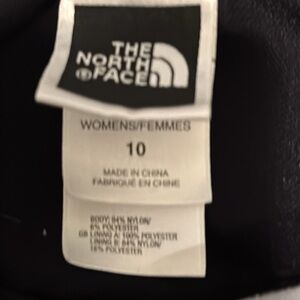 THE
NORTH
FACE
®
WOMENS/FEMMES
10
MADE IN CHINA
FABRIQUÉ EN CHINE
BODY: 94% NYLON/
6% POLYESTER
GB LINING A: 100% POLYESTER
LINING B: 84% NYLON/
16% POLYESTER